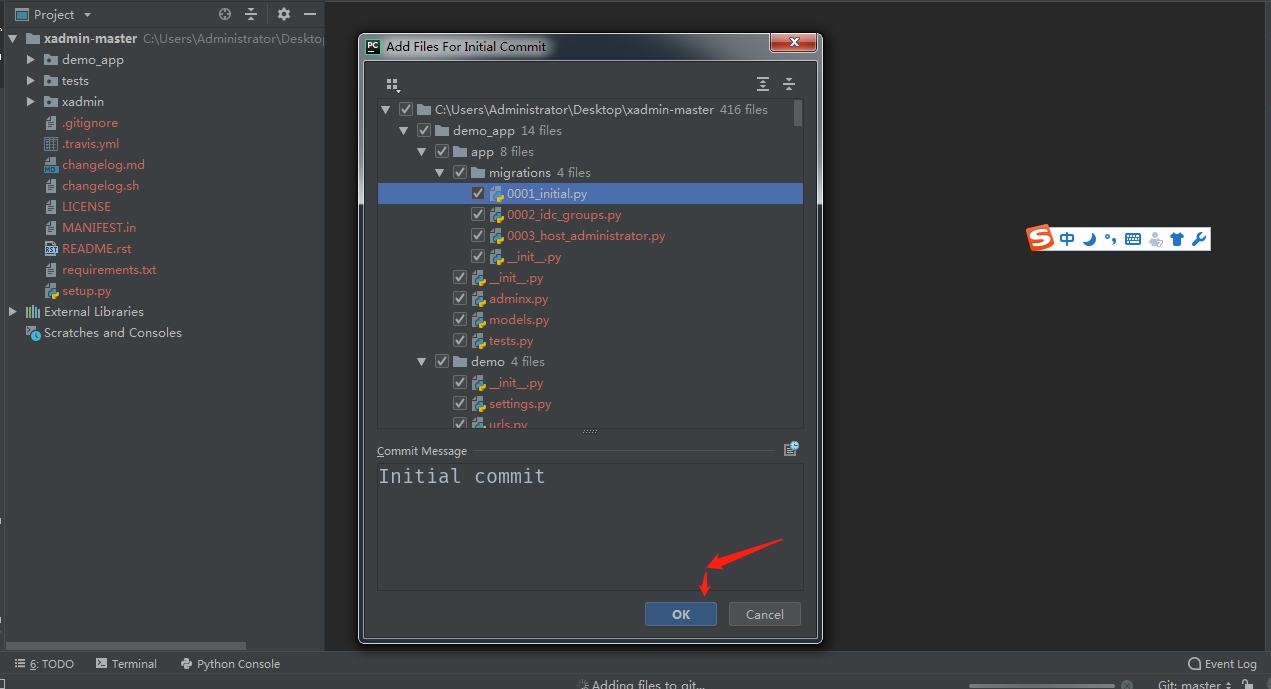 Project
xadmin-master C:\Users\Administrator\Desktop
demo_app
tests
xadmin
.gitignore
.travis.yml
changelog.md
changelog.sh
LICENSE
MANIFEST.in
README.rst
requirements.txt
setup.py
External Libraries
Scratches and Consoles
PC Add Files For Initial Commit
C:\Users\Administrator\Desktop\xadmin-master 416 files
demo_app 14 files
app 8 files
migrations 4 files
0001_initial.py
0002_idc_groups.py
0003_host_administrator.py
__init__.py
__init__.py
adminx.py
models.py
tests.py
demo 4 files
__init__.py
settings.py
urls.py
Commit Message
Initial commit
OK Cancel
S 中
6: TODO Terminal Python Console Event Log
Adding files to git... Git: master